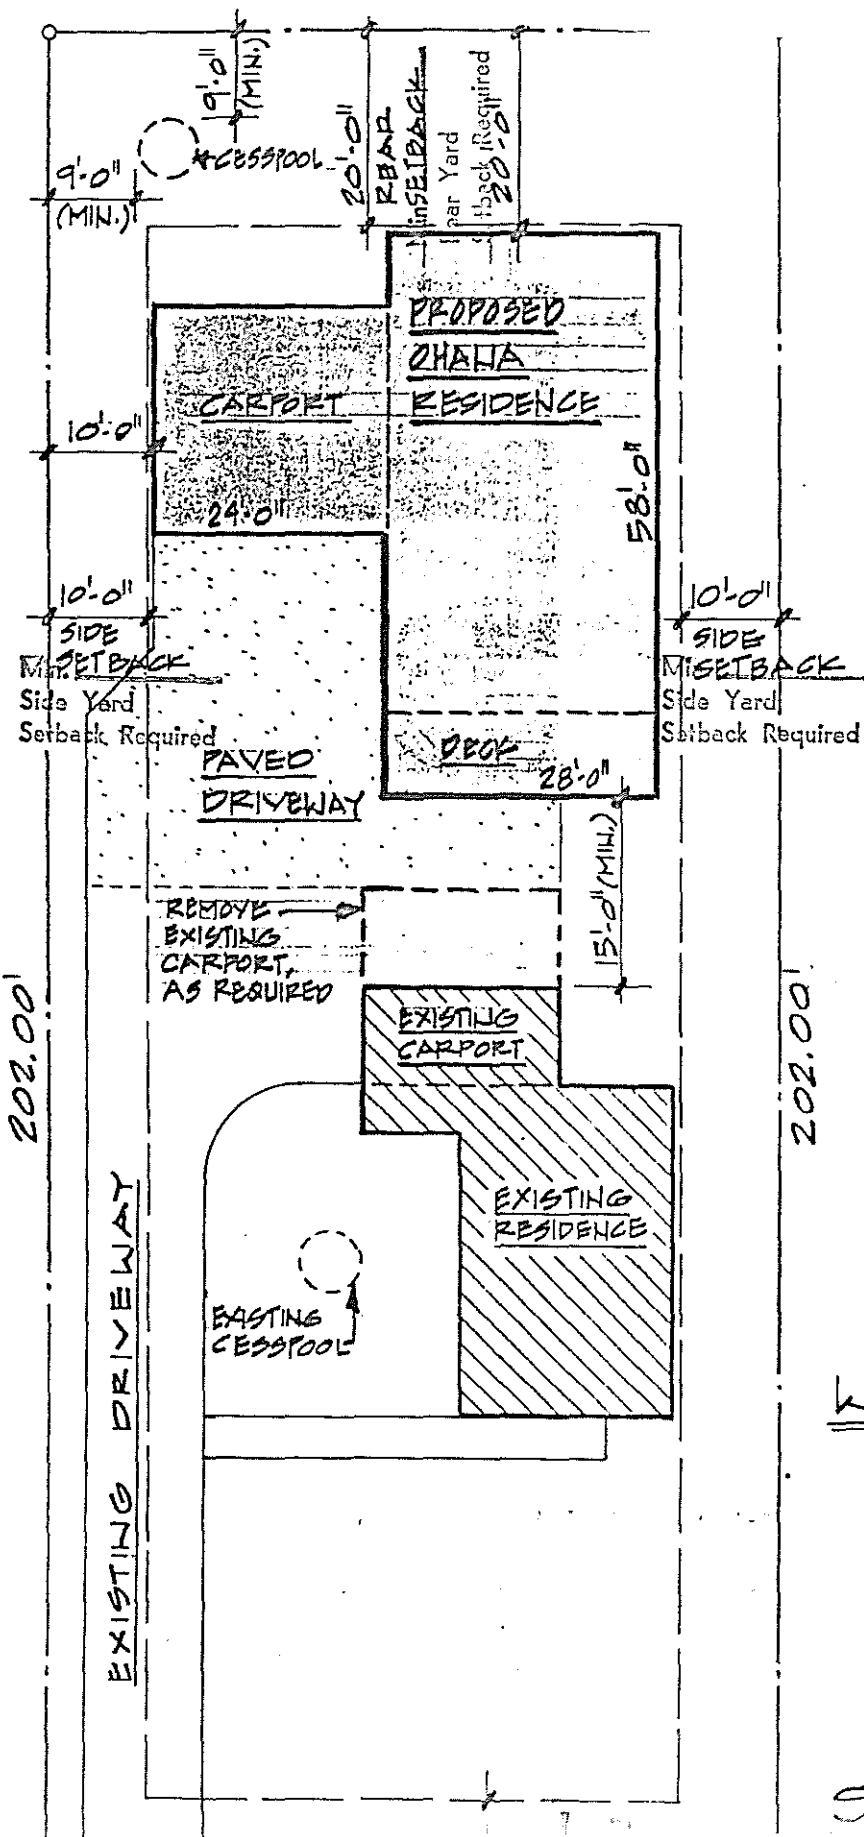 9'-0"
(MIN.)
CESSPOOL
9'-0"
(MIN.)
20'-0"
REAR
SETBACK
Yard
Required
20'-0"
PROPOSED
OHANA
RESIDENCE
CARPORT
10'-0"
24'-0"
58'-0"
10'-0"
SIDE
SETBACK
Side Yard
Setback Required
10'-0"
SIDE
SETBACK
Side Yard
Setback Required
PAVED
DRIVEWAY
DECK
28'-0"
15'-0" (MIN.)
REMOVE
EXISTING
CARPORT,
AS REQUIRED
EXISTING
CARPORT
202.00'
202.00'
EXISTING
RESIDENCE
EXISTING
CESSPOOL
EXISTING DRIVEWAY